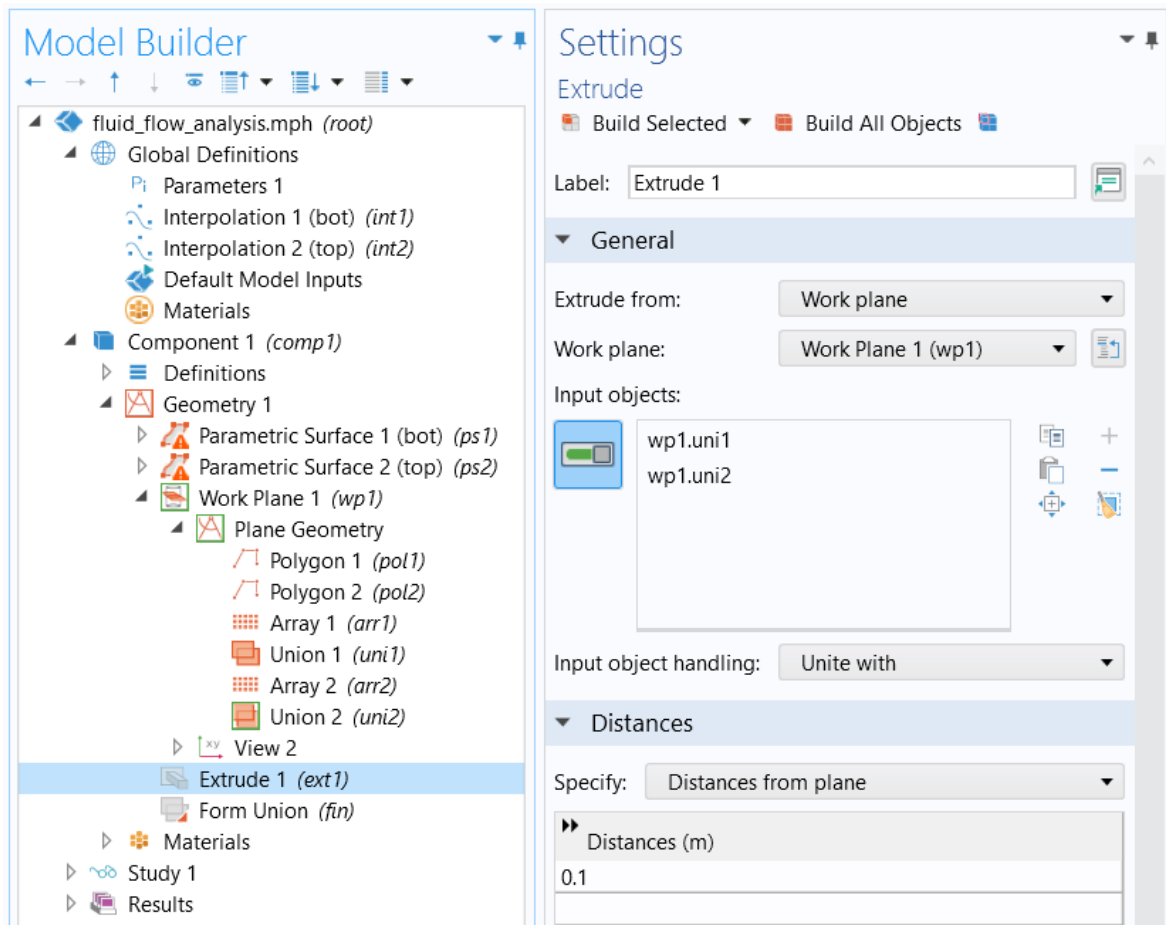 Model Builder
fluid_flow_analysis.mph (root)
Global Definitions
Pi Parameters 1
Interpolation 1 (bot) (int1)
Interpolation 2 (top) (int2)
Default Model Inputs
Materials
Component 1 (comp1)
Definitions
Geometry 1
Parametric Surface 1 (bot) (ps1)
Parametric Surface 2 (top) (ps2)
Work Plane 1 (wp1)
Plane Geometry
Polygon 1 (pol1)
Polygon 2 (pol2)
Array 1 (arr1)
Union 1 (uni1)
Array 2 (arr2)
Union 2 (uni2)
xy View 2
Extrude 1 (ext1)
Form Union (fin)
Materials
Study 1
Results
Settings
Extrude
Build Selected Build All Objects
Label: Extrude 1
General
Extrude from: Work plane
Work plane: Work Plane 1 (wp1)
Input objects:
wp1.uni1
wp1.uni2
Input object handling: Unite with
Distances
Specify: Distances from plane
Distances (m)
0.1